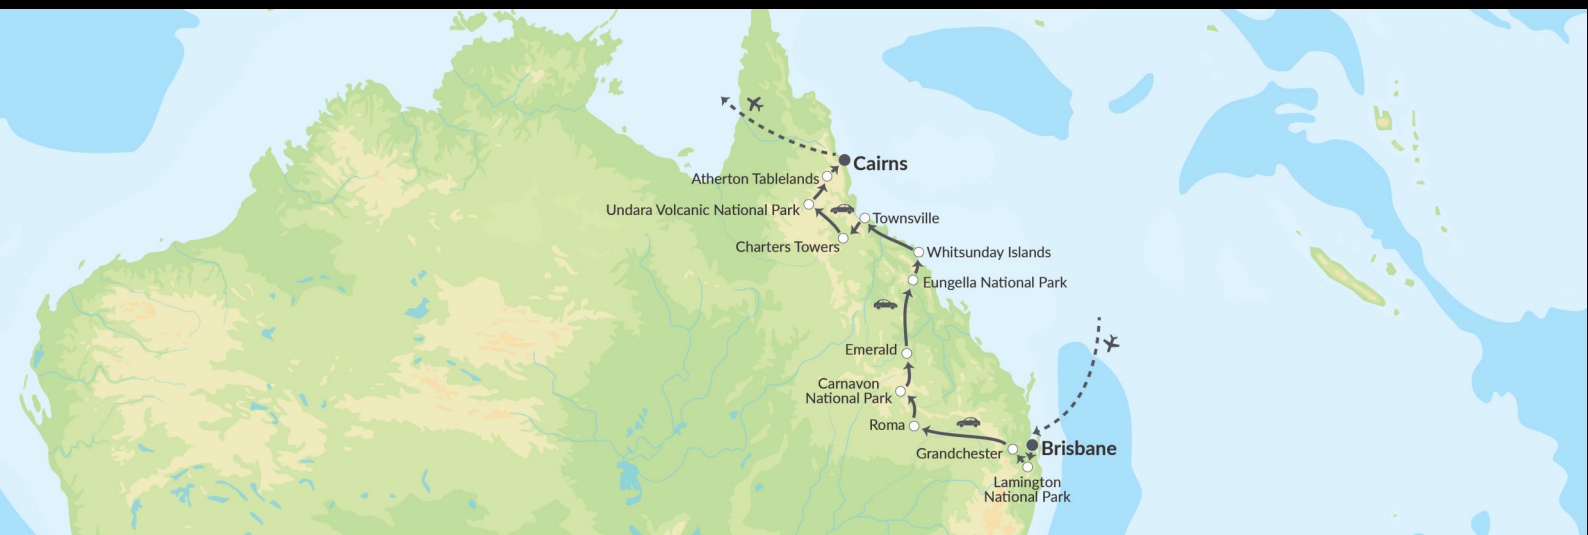 Cairns
Atherton Tablelands
Undara Volcanic National Park
Townsville
Charters Towers
Whitsunday Islands
Eungella National Park
Emerald
Carnavon
National Park
Roma
Grandchester
Brisbane
Lamington
National Park